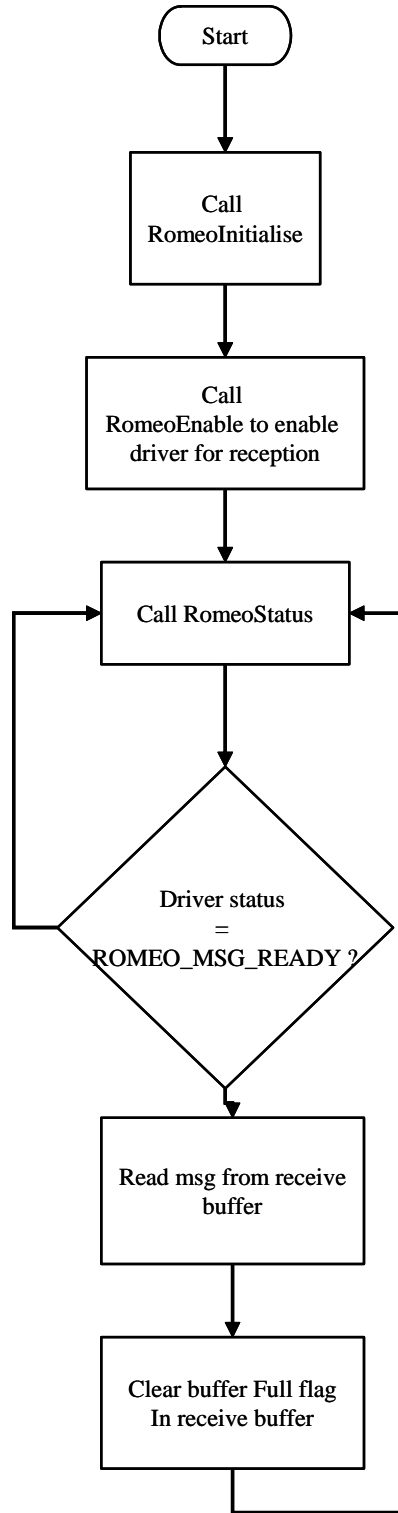 Start
Call
RomeoInitialise
Call
RomeoEnable to enable
driver for reception
Call RomeoStatus
Driver status
=
ROMEO_MSG_READY ?
Read msg from receive
buffer
Clear buffer Full flag
In receive buffer